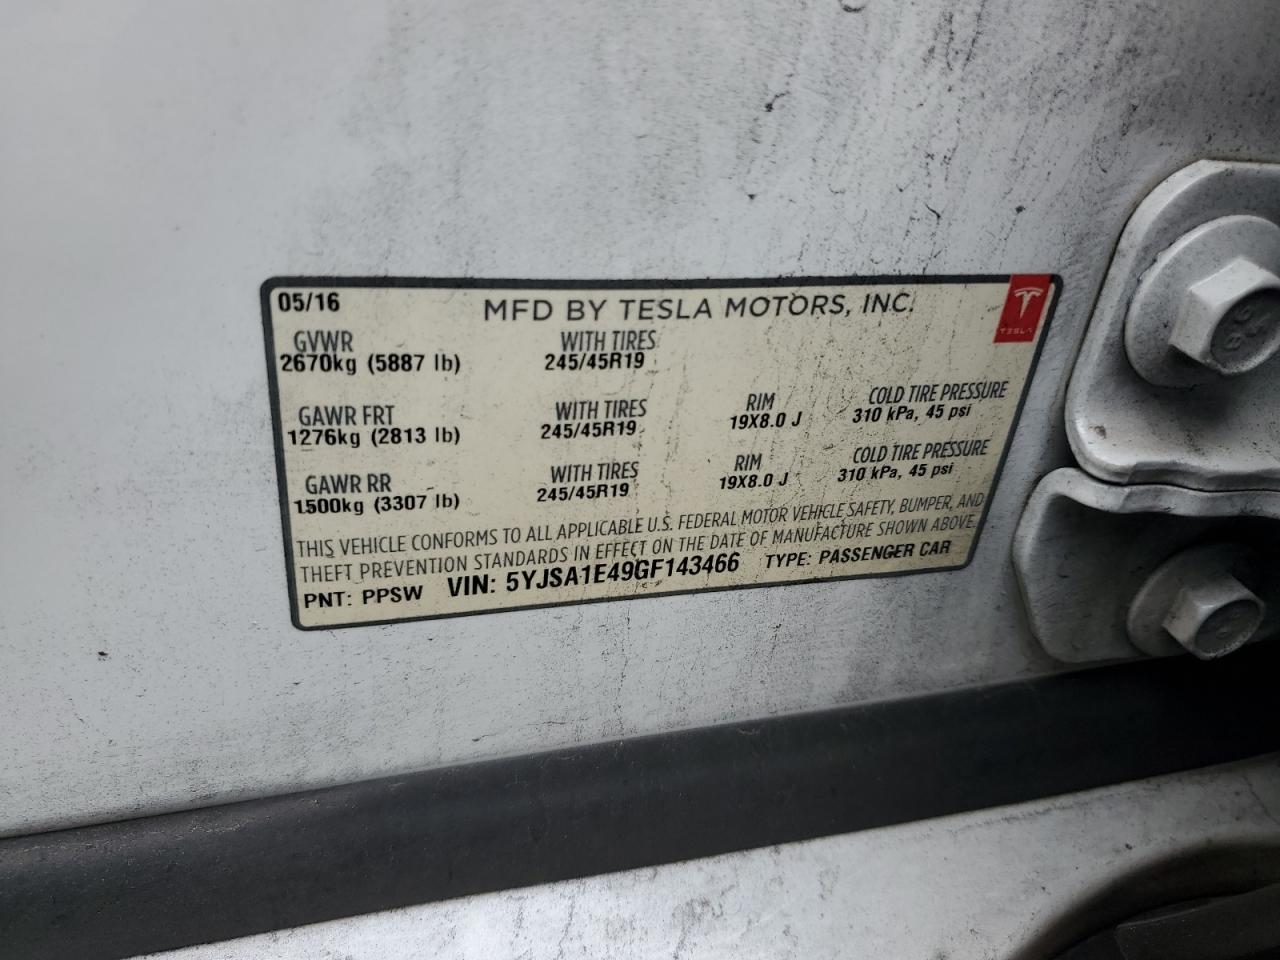 05/16 MFD BY TESLA MOTORS, INC. TESLA
GVWR WITH TIRES
2670kg (5887 lb) 245/45R19
GAWR FRT WITH TIRES RIM COLD TIRE PRESSURE
1276kg (2813 lb) 245/45R19 19X8.0 J 310 kPa, 45 psi
GAWR RR WITH TIRES RIM COLD TIRE PRESSURE
1500kg (3307 lb) 245/45R19 19X8.0 J 310 kPa, 45 psi
THIS VEHICLE CONFORMS TO ALL APPLICABLE U.S. FEDERAL MOTOR VEHICLE SAFETY, BUMPER, AND
THEFT PREVENTION STANDARDS IN EFFECT ON THE DATE OF MANUFACTURE SHOWN ABOVE.
PNT: PPSW VIN: 5YJSA1E49GF143466 TYPE: PASSENGER CAR